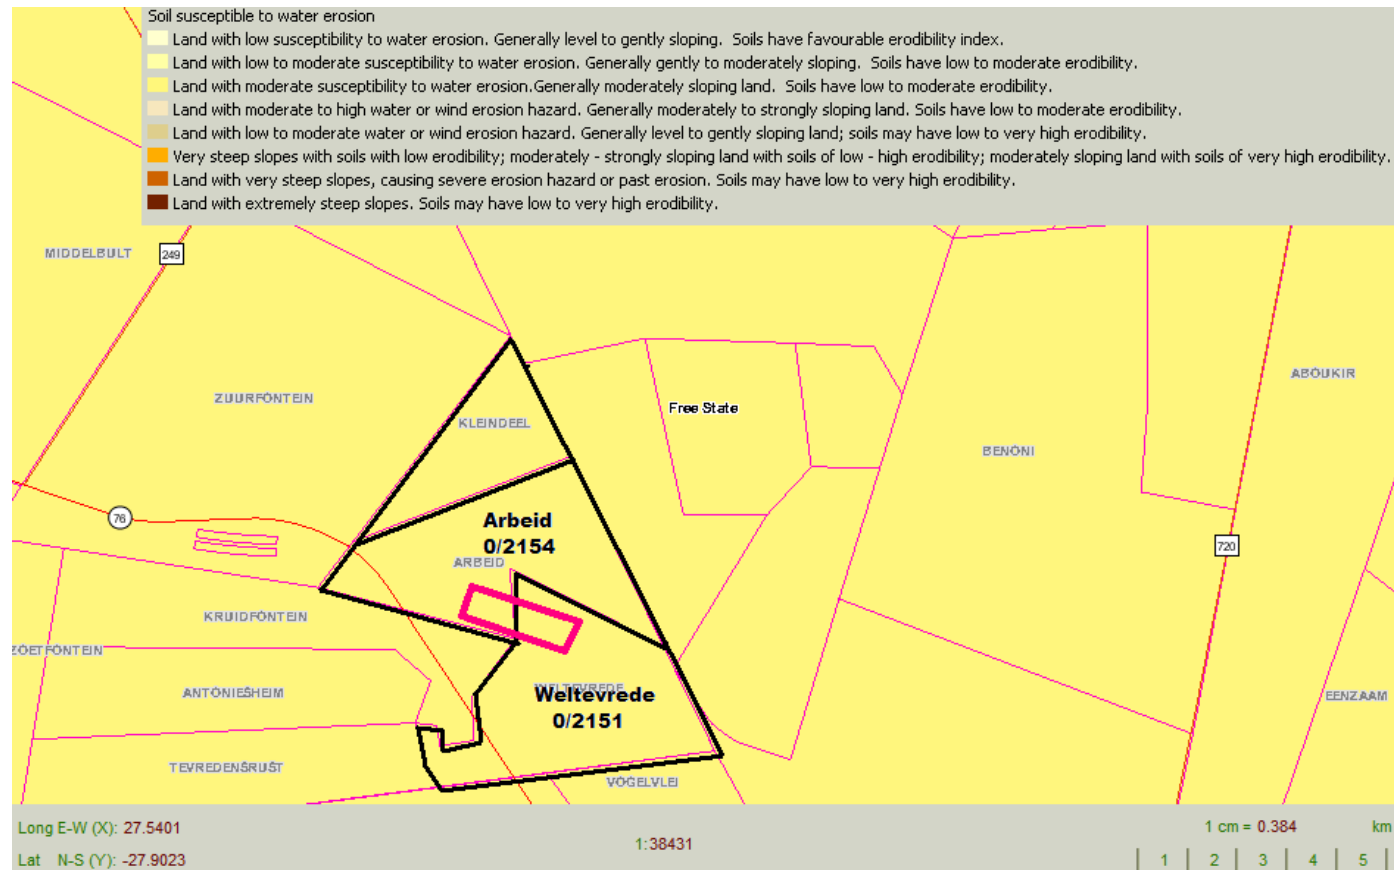 Soil susceptible to water erosion
Land with low susceptibility to water erosion. Generally level to gently sloping. Soils have favourable erodibility index.
Land with low to moderate susceptibility to water erosion. Generally gently to moderately sloping. Soils have low to moderate erodibility.
Land with moderate susceptibility to water erosion.Generally moderately sloping land. Soils have low to moderate erodibility.
Land with moderate to high water or wind erosion hazard. Generally moderately to strongly sloping land. Soils have low to moderate erodibility.
Land with low to moderate water or wind erosion hazard. Generally level to gently sloping land; soils may have low to very high erodibility.
Very steep slopes with soils with low erodibility; moderately - strongly sloping land with soils of low - high erodibility; moderately sloping land with soils of very high erodibility.
Land with very steep slopes, causing severe erosion hazard or past erosion. Soils may have low to very high erodibility.
Land with extremely steep slopes. Soils may have low to very high erodibility.
MIDDELBULT
249
ABOUKIR
ZUURFONTEIN
Free State
KLEINDEEL
BENONI
76
Arbeid
0/2154
720
ARBEID
KRUIDFONTEIN
ZOETFONTEIN
ANTONIESHEIM
WELTEVREDE
Weltevrede
0/2151
EENZAAM
TEVREDENSRUST
VOGELVLEI
Long E-W (X): 27.5401
1:38431
1 cm = 0.384 km
Lat N-S (Y): -27.9023
1 2 3 4 5